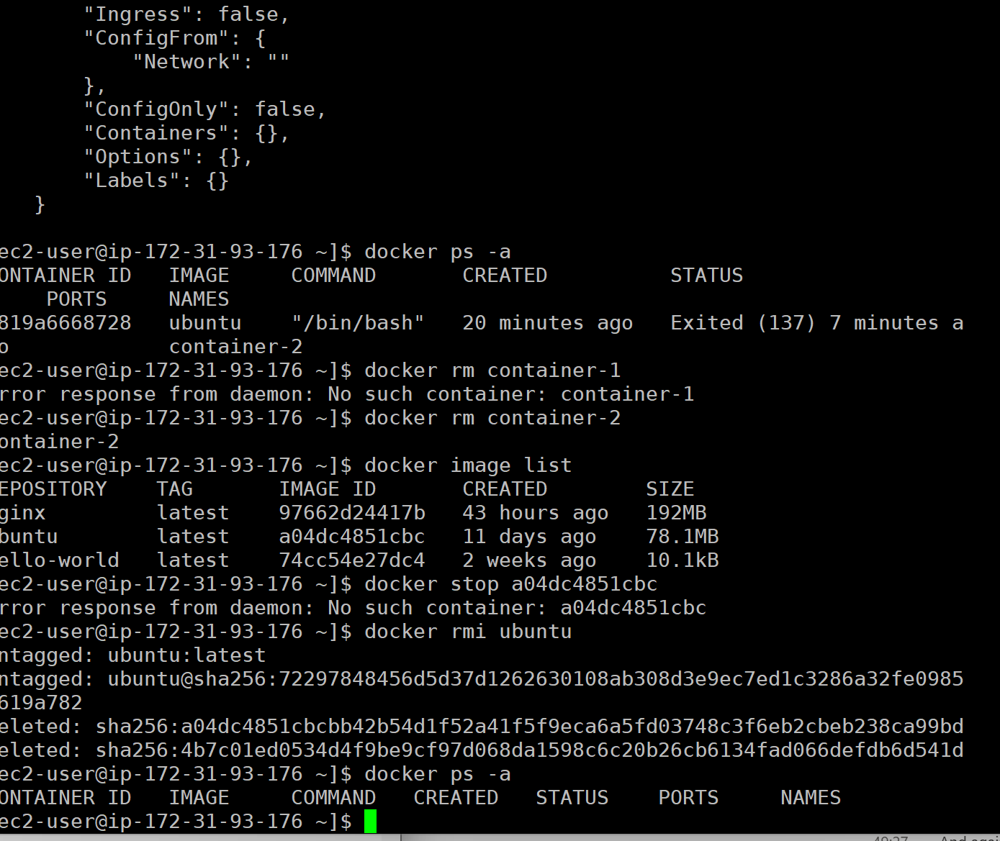 "Ingress": false,
"ConfigFrom": {
"Network": ""
},
"ConfigOnly": false,
"Containers": {},
"Options": {},
"Labels": {}
}
ec2-user@ip-172-31-93-176 ~]$ docker ps -a
ONTAINER ID   IMAGE     COMMAND       CREATED          STATUS
PORTS     NAMES
819a6668728   ubuntu    "/bin/bash"   20 minutes ago   Exited (137) 7 minutes a
o             container-2
ec2-user@ip-172-31-93-176 ~]$ docker rm container-1
rror response from daemon: No such container: container-1
ec2-user@ip-172-31-93-176 ~]$ docker rm container-2
ontainer-2
ec2-user@ip-172-31-93-176 ~]$ docker image list
EPOSITORY    TAG       IMAGE ID       CREATED        SIZE
ginx         latest    97662d24417b   43 hours ago   192MB
buntu        latest    a04dc4851cbc   11 days ago    78.1MB
ello-world   latest    74cc54e27dc4   2 weeks ago    10.1kB
ec2-user@ip-172-31-93-176 ~]$ docker stop a04dc4851cbc
rror response from daemon: No such container: a04dc4851cbc
ec2-user@ip-172-31-93-176 ~]$ docker rmi ubuntu
ntagged: ubuntu:latest
ntagged: ubuntu@sha256:72297848456d5d37d1262630108ab308d3e9ec7ed1c3286a32fe0985
619a782
eleted: sha256:a04dc4851cbcbb42b54d1f52a41f5f9eca6a5fd03748c3f6eb2cbeb238ca99bd
eleted: sha256:4b7c01ed0534d4f9be9cf97d068da1598c6c20b26cb6134fad066defdb6d541d
ec2-user@ip-172-31-93-176 ~]$ docker ps -a
ONTAINER ID   IMAGE     COMMAND   CREATED   STATUS    PORTS     NAMES
ec2-user@ip-172-31-93-176 ~]$